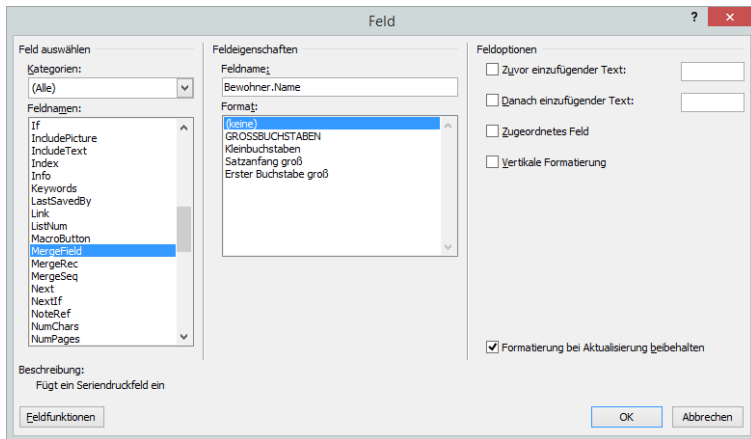 Feld
?
Feld auswählen
Kategorien:
(Alle)
Feldnamen:
If
IncludePicture
IncludeText
Index
Info
Keywords
LastSavedBy
Link
ListNum
MacroButton
MergeField
MergeRec
MergeSeq
Next
NextIf
NoteRef
NumChars
NumPages
Feldeigenschaften
Feldname:
Bewohner.Name
Format:
(keine)
GROSSBUCHSTABEN
Kleinbuchstaben
Satzanfang groß
Erster Buchstabe groß
Feldoptionen
Zuvor einzufügender Text:
Danach einzufügender Text:
Zugeordnetes Feld
Vertikale Formatierung
Formatierung bei Aktualisierung beibehalten
Beschreibung:
Fügt ein Seriendruckfeld ein
Feldfunktionen
OK
Abbrechen